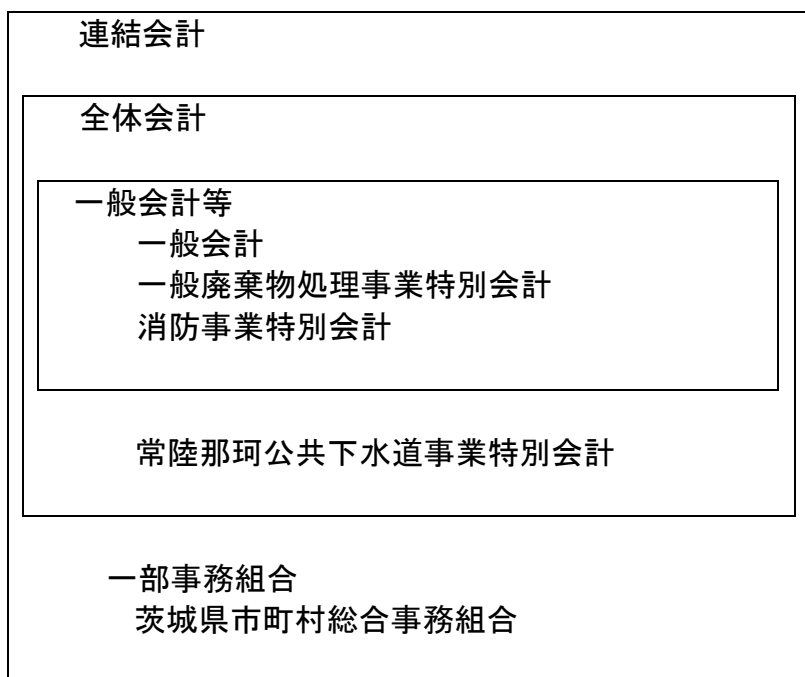 連結会計
全体会計
一般会計等
一般会計
一般廃棄物処理事業特別会計
消防事業特別会計
常陸那珂公共下水道事業特別会計
一部事務組合
茨城県市町村総合事務組合